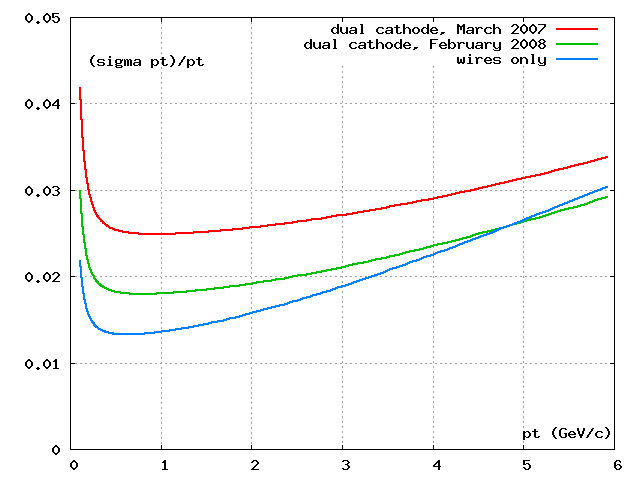 0.05
dual cathode, March 2007
dual cathode, February 2008
(sigma pt)/pt
wires only
0.04
0.03
0.02
0.01
pt (GeV/c)
0
0 1 2 3 4 5 6